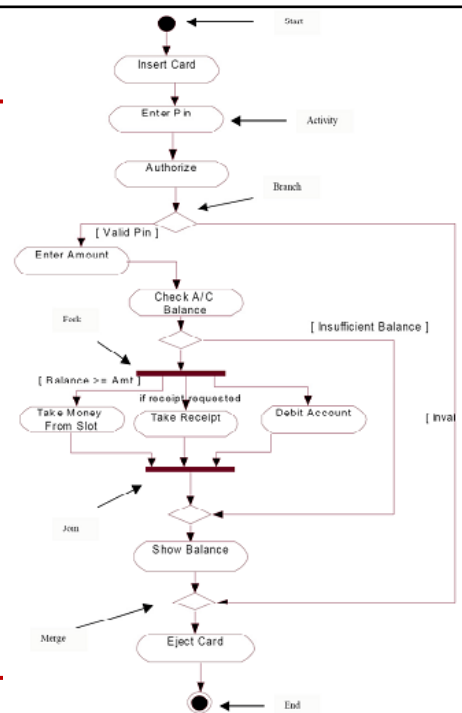 Start
Insert Card
Enter Pin
Activity
Authorize
Branch
[ Valid Pin ]
Enter Amount
Check A/C
Balance
Fork
[ Insufficient Balance ]
[ Balance >= Amt ]
if receipt requested
Take Money
From Slot
Take Receipt
Debit Account
[ Inval
Join
Show Balance
Merge
Eject Card
End